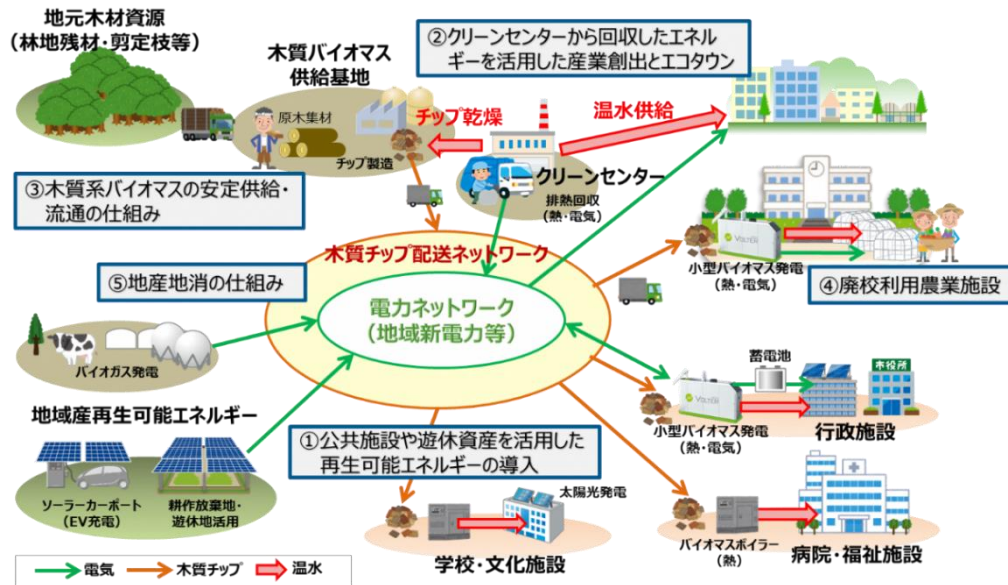 地元木材資源
(林地残材・剪定枝等)
木質バイオマス
供給基地
原木集材
チップ製造
②クリーンセンターから回収したエネル
ギーを活用した産業創出とエコタウン
チップ乾燥
温水供給
クリーンセンター
排熱回収
(熱・電気)
③木質系バイオマスの安定供給・
流通の仕組み
木質チップ配送ネットワーク
電力ネットワーク
(地域新電力等)
小型バイオマス発電
(熱・電気)
④廃校利用農業施設
⑤地産地消の仕組み
バイオガス発電
蓄電池
市役所
小型バイオマス発電
(熱・電気)
行政施設
地域産再生可能エネルギー
ソーラーカーポート
(EV充電)
耕作放棄地・
遊休地活用
①公共施設や遊休資産を活用した
再生可能エネルギーの導入
太陽光発電
学校・文化施設
バイオマスボイラー
(熱)
病院・福祉施設
電気
木質チップ
温水